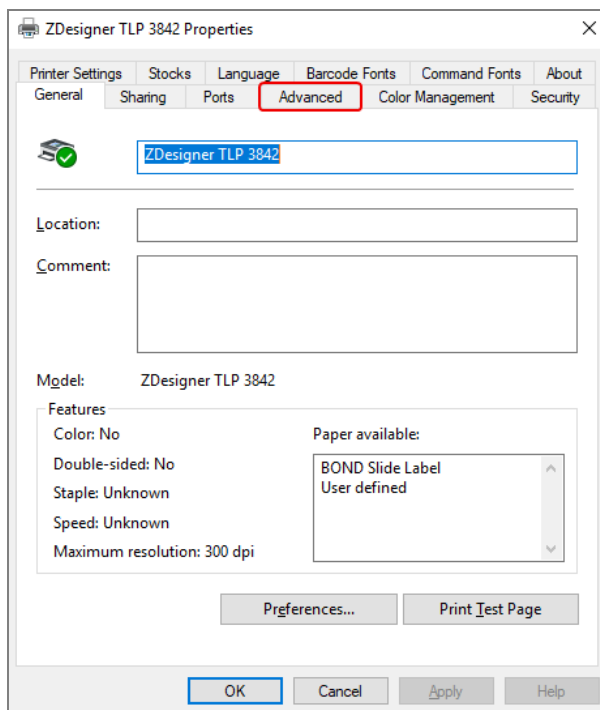 ZDesigner TLP 3842 Properties
Printer Settings Stocks Language Barcode Fonts Command Fonts About
General Sharing Ports Advanced Color Management Security
ZDesigner TLP 3842
Location:
Comment:
Model: ZDesigner TLP 3842
Features
Color: No Paper available:
Double-sided: No BOND Slide Label
Staple: Unknown User defined
Speed: Unknown
Maximum resolution: 300 dpi
Preferences... Print Test Page
OK Cancel Apply Help